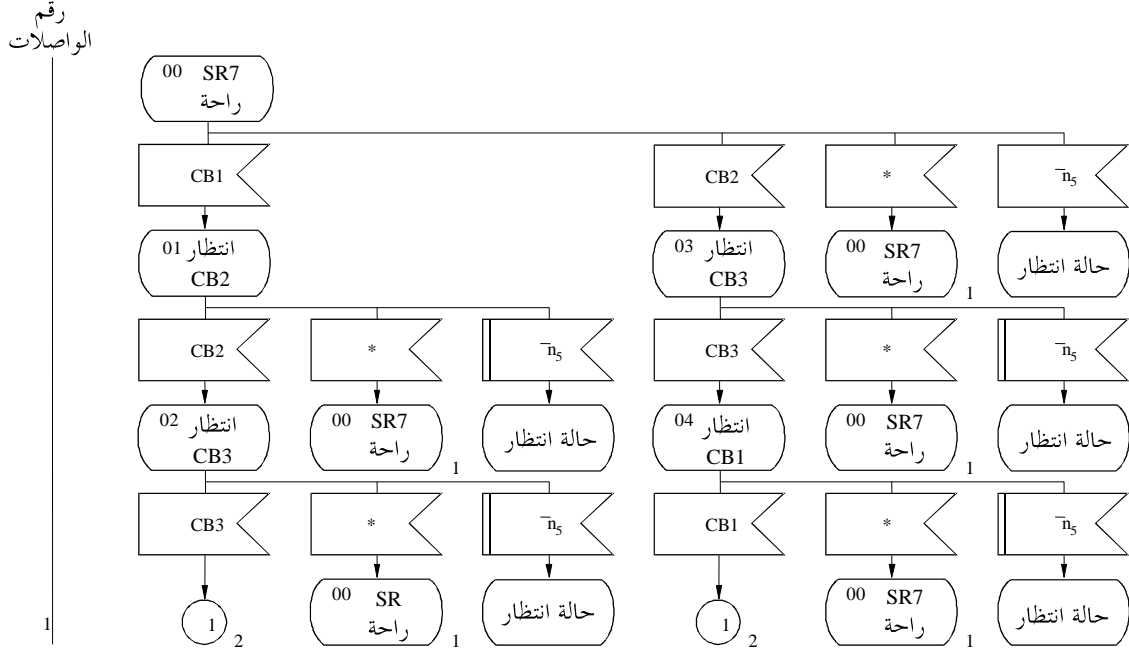 رقم
الواصلات
00 SR7
راحة
CB1
CB2
*
n̅5
01 انتظار
CB2
03 انتظار
CB3
00 SR7
راحة
1
حالة انتظار
CB2
*
n̅5
CB3
*
n̅5
02 انتظار
CB3
00 SR7
راحة
1
حالة انتظار
04 انتظار
CB1
00 SR7
راحة
1
حالة انتظار
CB3
*
n̅5
CB1
*
n̅5
1
1
2
00 SR
راحة
1
حالة انتظار
1
2
00 SR7
راحة
1
حالة انتظار